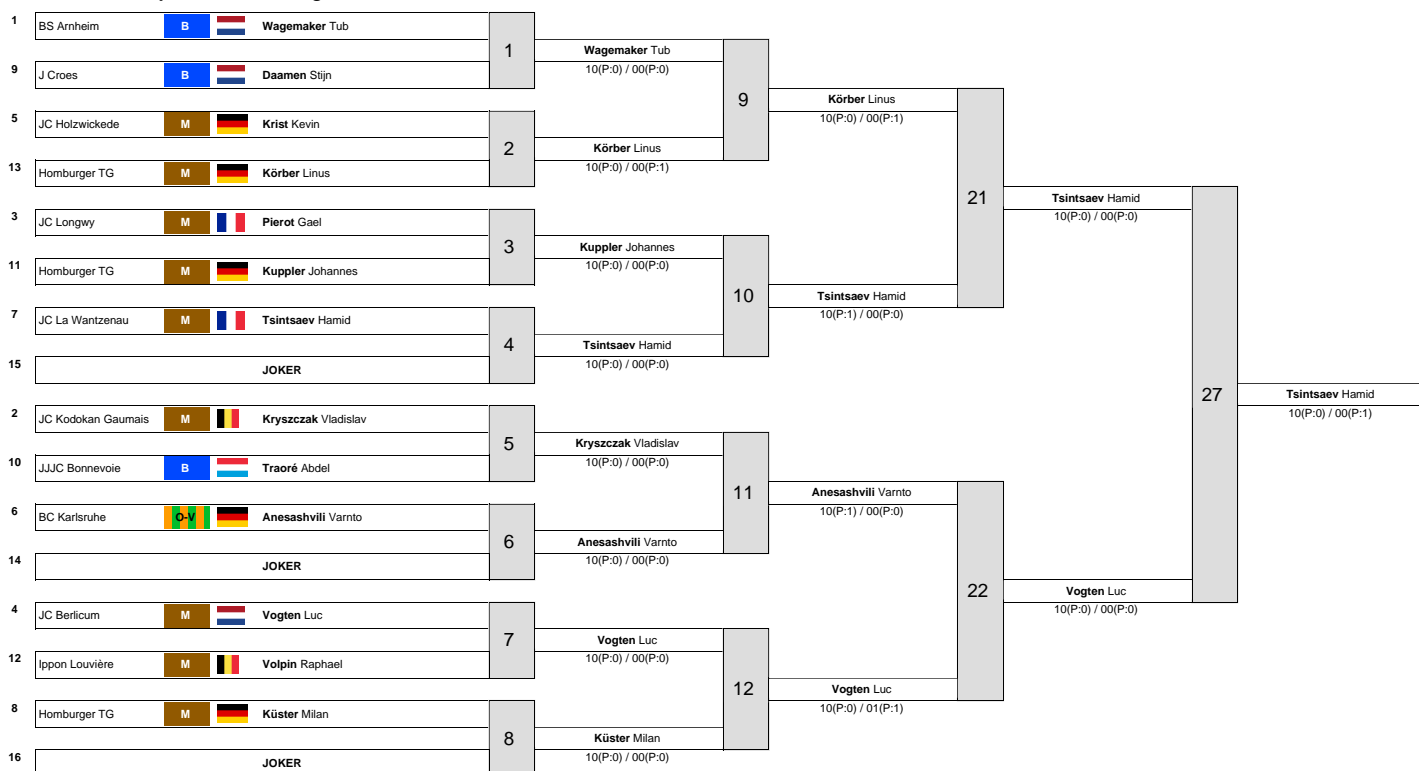 1 BS Arnheim B Wagemaker Tub
1
Wagemaker Tub
10(P:0) / 00(P:0)
9 J Croes B Daamen Stijn
9
Körber Linus
10(P:0) / 00(P:1)
5 JC Holzwickede M Krist Kevin
2
Körber Linus
10(P:0) / 00(P:1)
13 Homburger TG M Körber Linus
21
Tsintsaev Hamid
10(P:0) / 00(P:0)
3 JC Longwy M Pierot Gael
3
Kuppler Johannes
10(P:0) / 00(P:0)
11 Homburger TG M Kuppler Johannes
10
Tsintsaev Hamid
10(P:1) / 00(P:0)
7 JC La Wantzenau M Tsintsaev Hamid
4
Tsintsaev Hamid
10(P:0) / 00(P:0)
15 JOKER
27
Tsintsaev Hamid
10(P:0) / 00(P:1)
2 JC Kodokan Gaumais M Kryszczak Vladislav
5
Kryszczak Vladislav
10(P:0) / 00(P:0)
10 JJJC Bonnevoie B Traoré Abdel
11
Anesashvili Varnto
10(P:1) / 00(P:0)
6 BC Karlsruhe O-V Anesashvili Varnto
6
Anesashvili Varnto
10(P:0) / 00(P:0)
14 JOKER
22
Vogten Luc
10(P:0) / 00(P:0)
4 JC Berlicum M Vogten Luc
7
Vogten Luc
10(P:0) / 00(P:0)
12 Ippon Louvière M Volpin Raphael
12
Vogten Luc
10(P:0) / 01(P:1)
8 Homburger TG M Küster Milan
8
Küster Milan
10(P:0) / 00(P:0)
16 JOKER